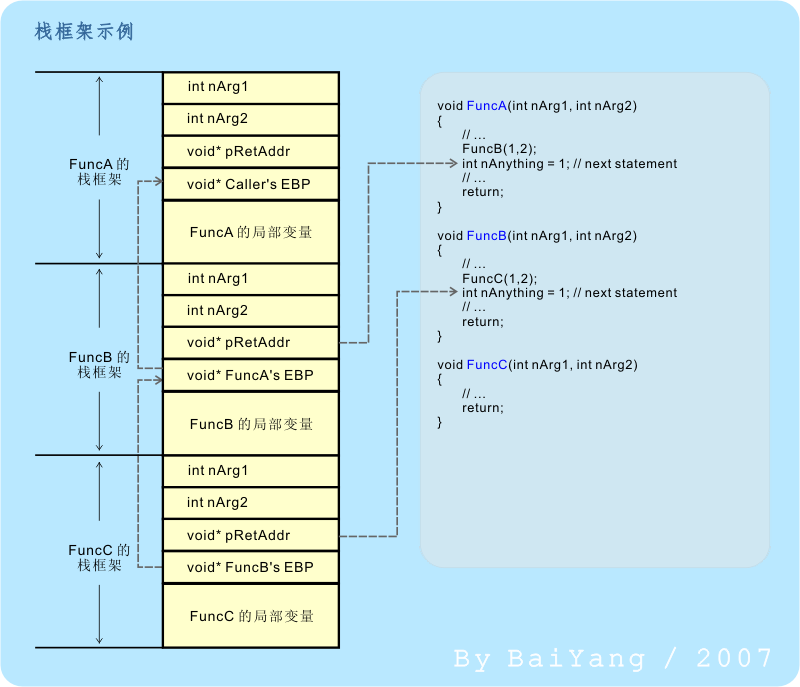 栈框架示例
FuncA 的
栈框架
int nArg1
int nArg2
void* pRetAddr
void* Caller's EBP
FuncA 的局部变量
FuncB 的
栈框架
int nArg1
int nArg2
void* pRetAddr
void* FuncA's EBP
FuncB 的局部变量
FuncC 的
栈框架
int nArg1
int nArg2
void* pRetAddr
void* FuncB's EBP
FuncC 的局部变量
void FuncA(int nArg1, int nArg2)
{
// ...
FuncB(1,2);
int nAnything = 1; // next statement
// ...
return;
}
void FuncB(int nArg1, int nArg2)
{
// ...
FuncC(1,2);
int nAnything = 1; // next statement
// ...
return;
}
void FuncC(int nArg1, int nArg2)
{
// ...
return;
}
By BaiYang / 2007